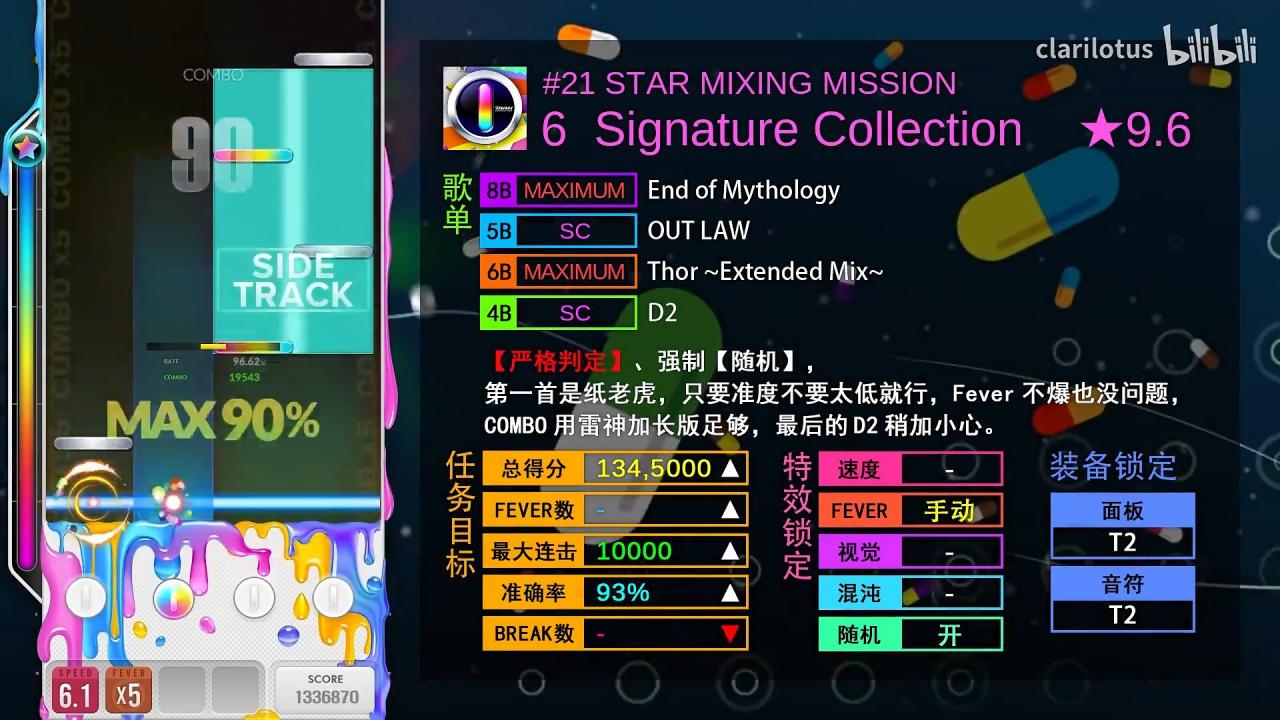 clarilotus bilibili
COMBO
90
SIDE
TRACK
RATE 96.62%
COMBO 19543
MAX 90%
SPEED
6.1
FEVER
x5
SCORE
1336870
COMBO x5
#21 STAR MIXING MISSION
6 Signature Collection ★9.6
歌单
8B MAXIMUM End of Mythology
5B SC OUT LAW
6B MAXIMUM Thor ~Extended Mix~
4B SC D2
【严格判定】、强制【随机】,
第一首是纸老虎,只要准度不要太低就行,Fever 不爆也没问题,
COMBO 用雷神加长版足够,最后的 D2 稍加小心。
任务目标
总得分 134,5000 ▲
FEVER数 - ▲
最大连击 10000 ▲
准确率 93% ▲
BREAK数 - ▼
特效锁定
速度 -
FEVER 手动
视觉 -
混沌 -
随机 开
装备锁定
面板
T2
音符
T2